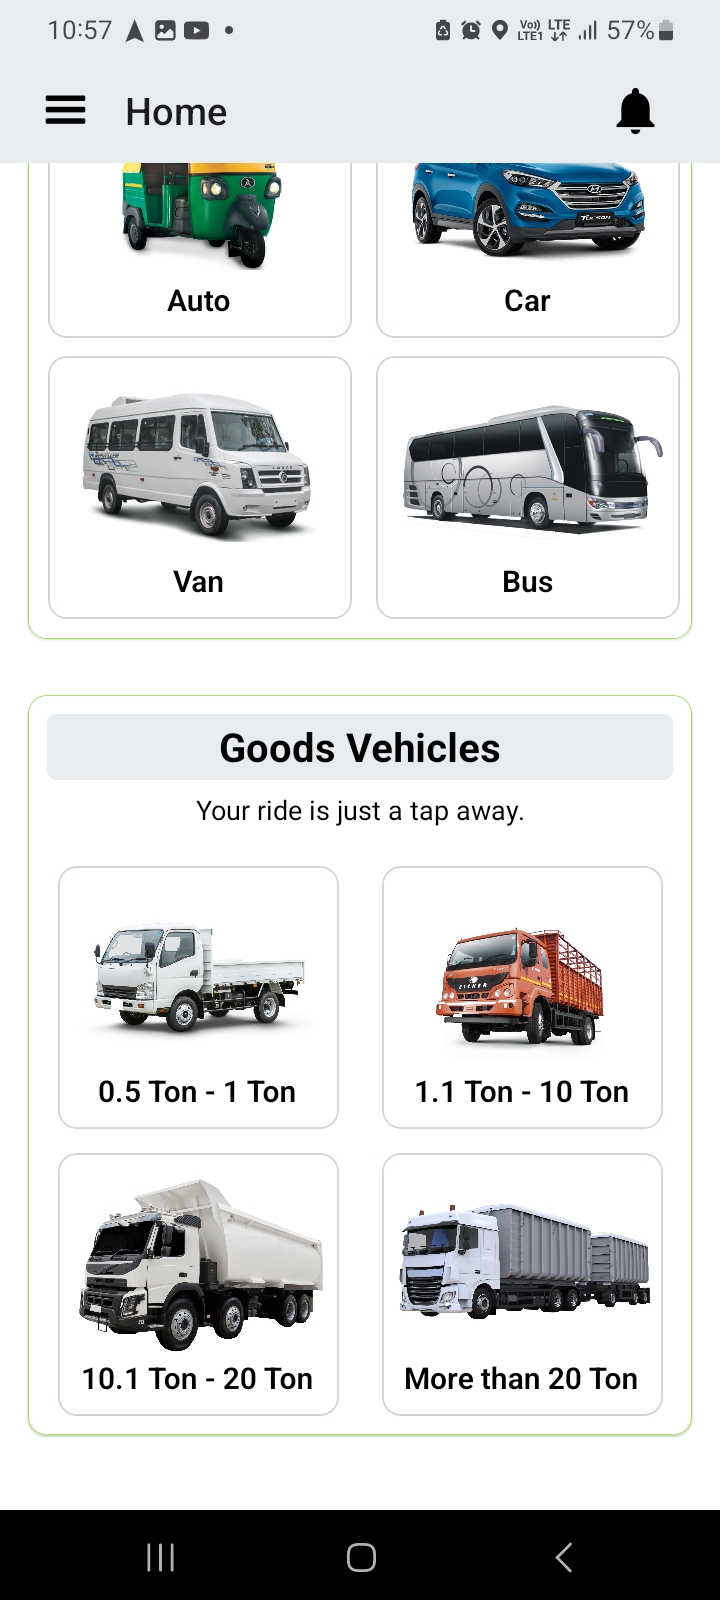 10:57
Vo)) LTE1 LTE 57%
Home
TUCSON
Auto
Car
Van
Bus
Goods Vehicles
Your ride is just a tap away.
EICHER
0.5 Ton - 1 Ton
1.1 Ton - 10 Ton
10.1 Ton - 20 Ton
More than 20 Ton